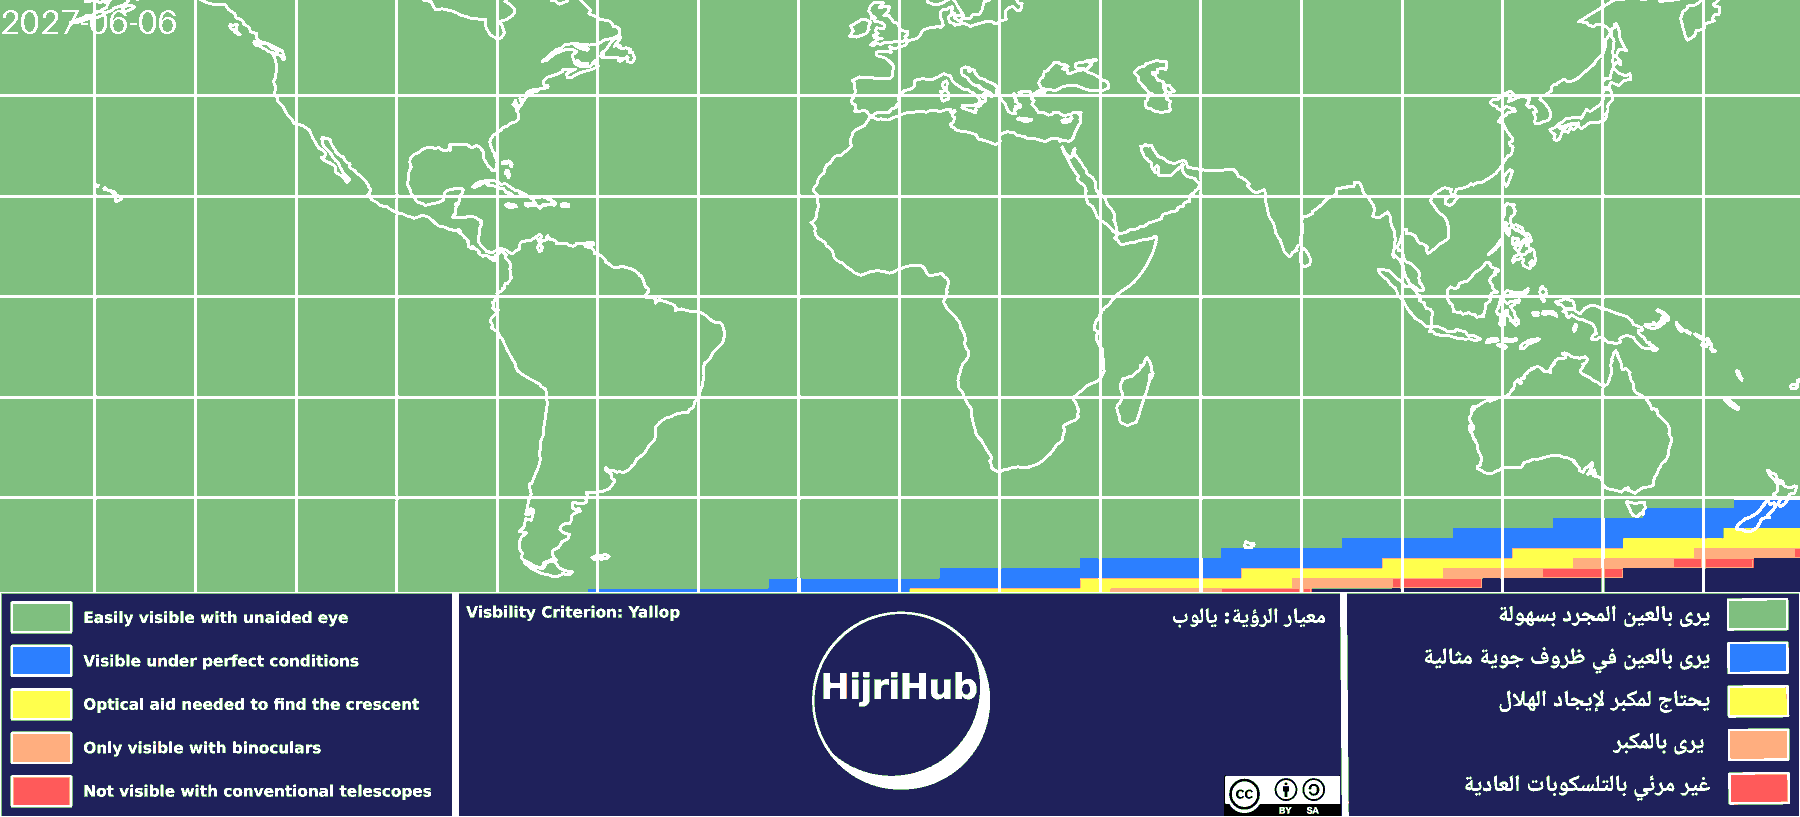 2027-06-06
Easily visible with unaided eye
Visible under perfect conditions
Optical aid needed to find the crescent
Only visible with binoculars
Not visible with conventional telescopes
Visbility Criterion: Yallop
معيار الرؤية: يالوب
HijriHub
cc
BY SA
يرى بالعين المجرد بسهولة
يرى بالعين في ظروف جوية مثالية
يحتاج لمكبر لإيجاد الهلال
يرى بالمكبر
غير مرئي بالتلسكوبات العادية